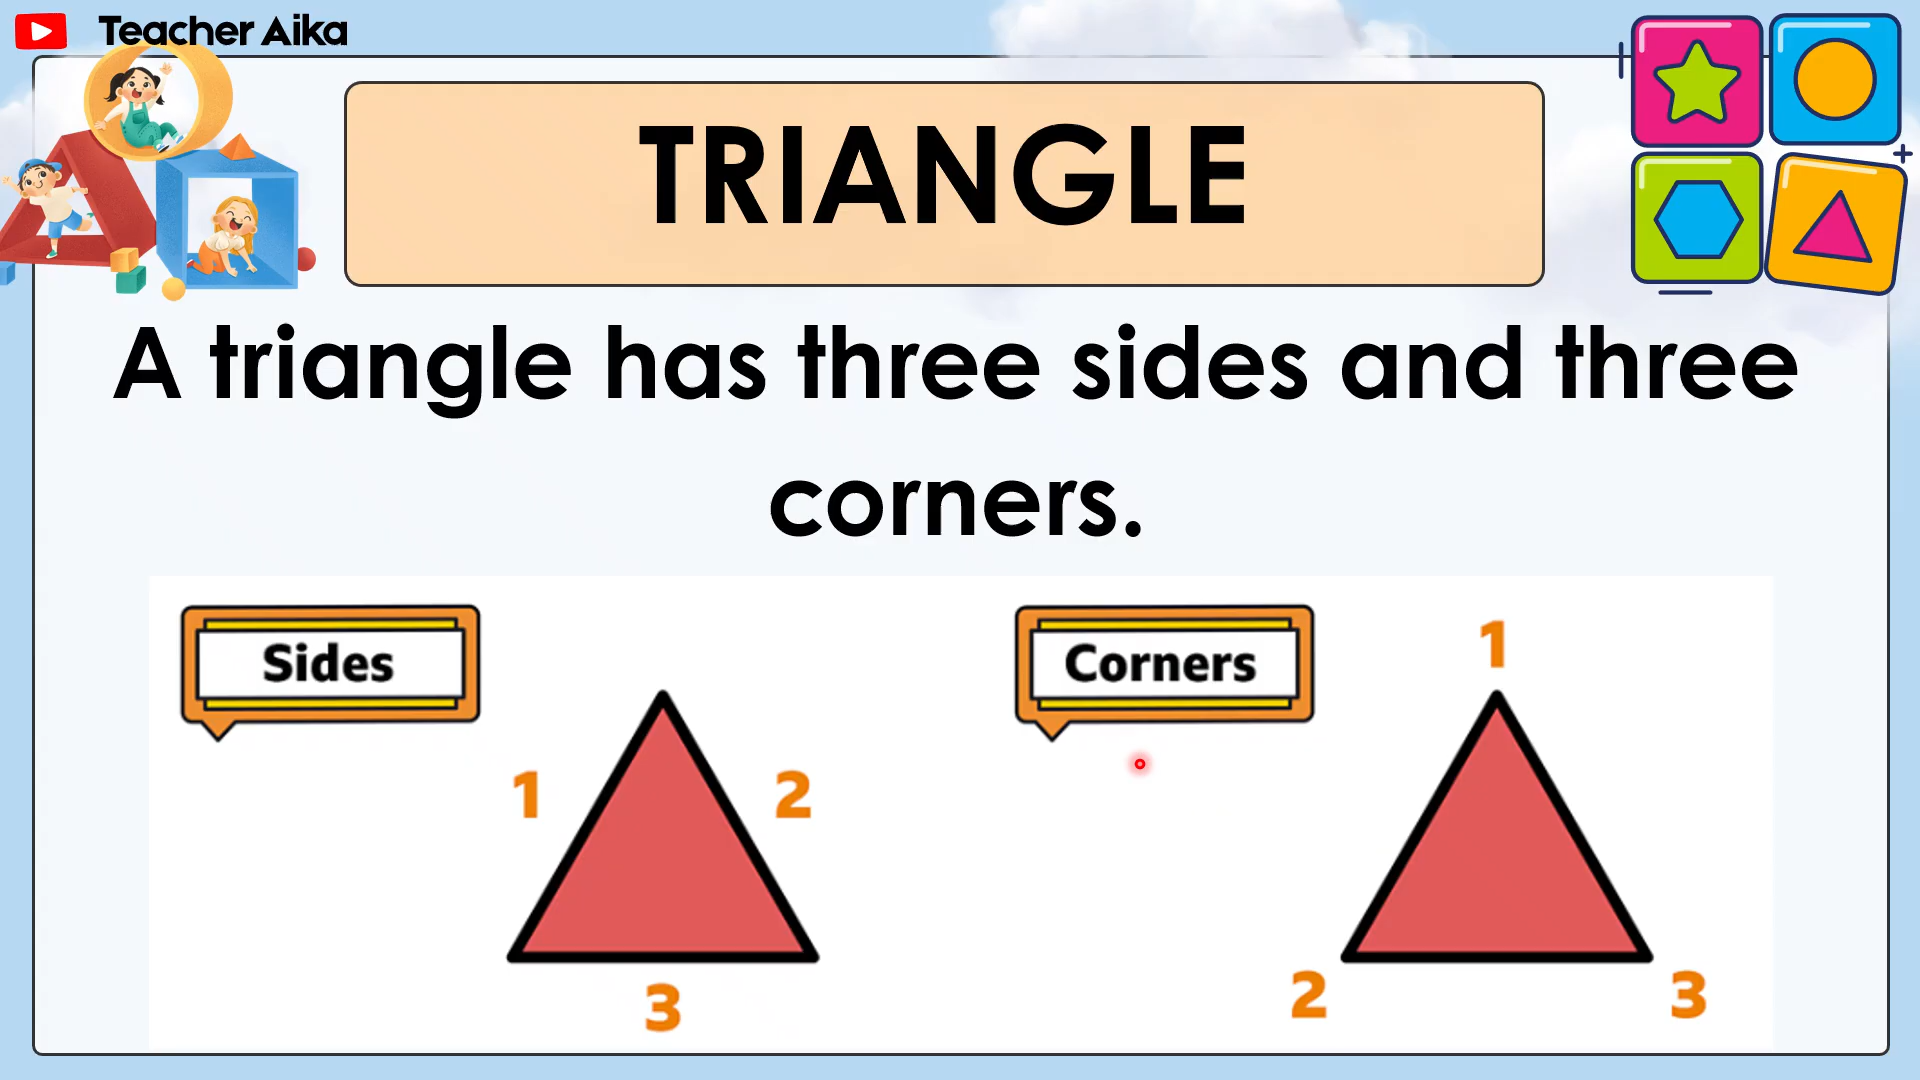 Teacher Aika
TRIANGLE
A triangle has three sides and three
corners.
Sides
1
2
3
Corners
1
2
3